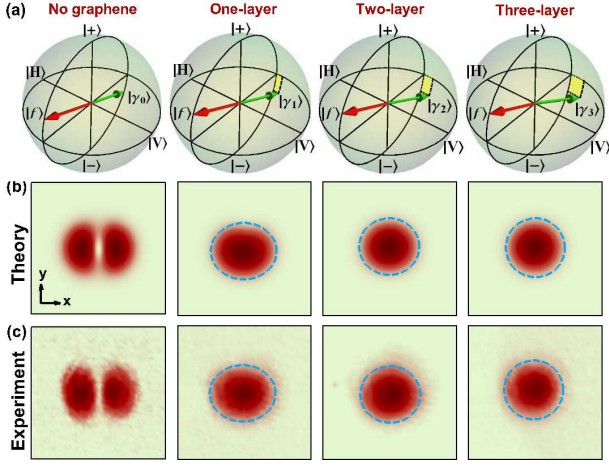 (a) No graphene One-layer Two-layer Three-layer
|+⟩ |+⟩ |+⟩ |+⟩
|H⟩ |H⟩ |H⟩ |H⟩
|γ₀⟩ |γ₁⟩ |γ₂⟩ |γ₃⟩
|f⟩ |f⟩ |f⟩ |f⟩
|V⟩ |V⟩ |V⟩ |V⟩
|−⟩ |−⟩ |−⟩ |−⟩
(b)
Theory
y
x
(c)
Experiment